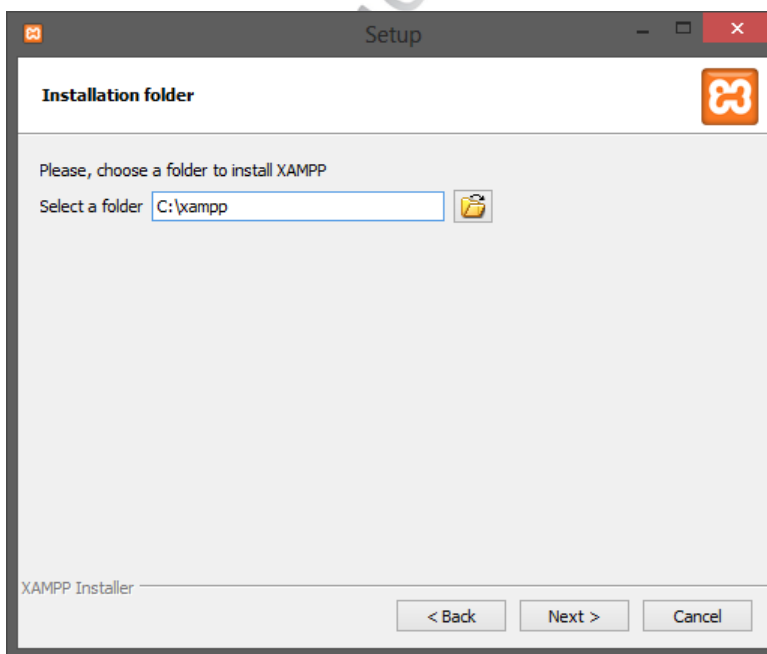 Setup
Installation folder
Please, choose a folder to install XAMPP
Select a folder C:\xampp
XAMPP Installer
< Back Next > Cancel